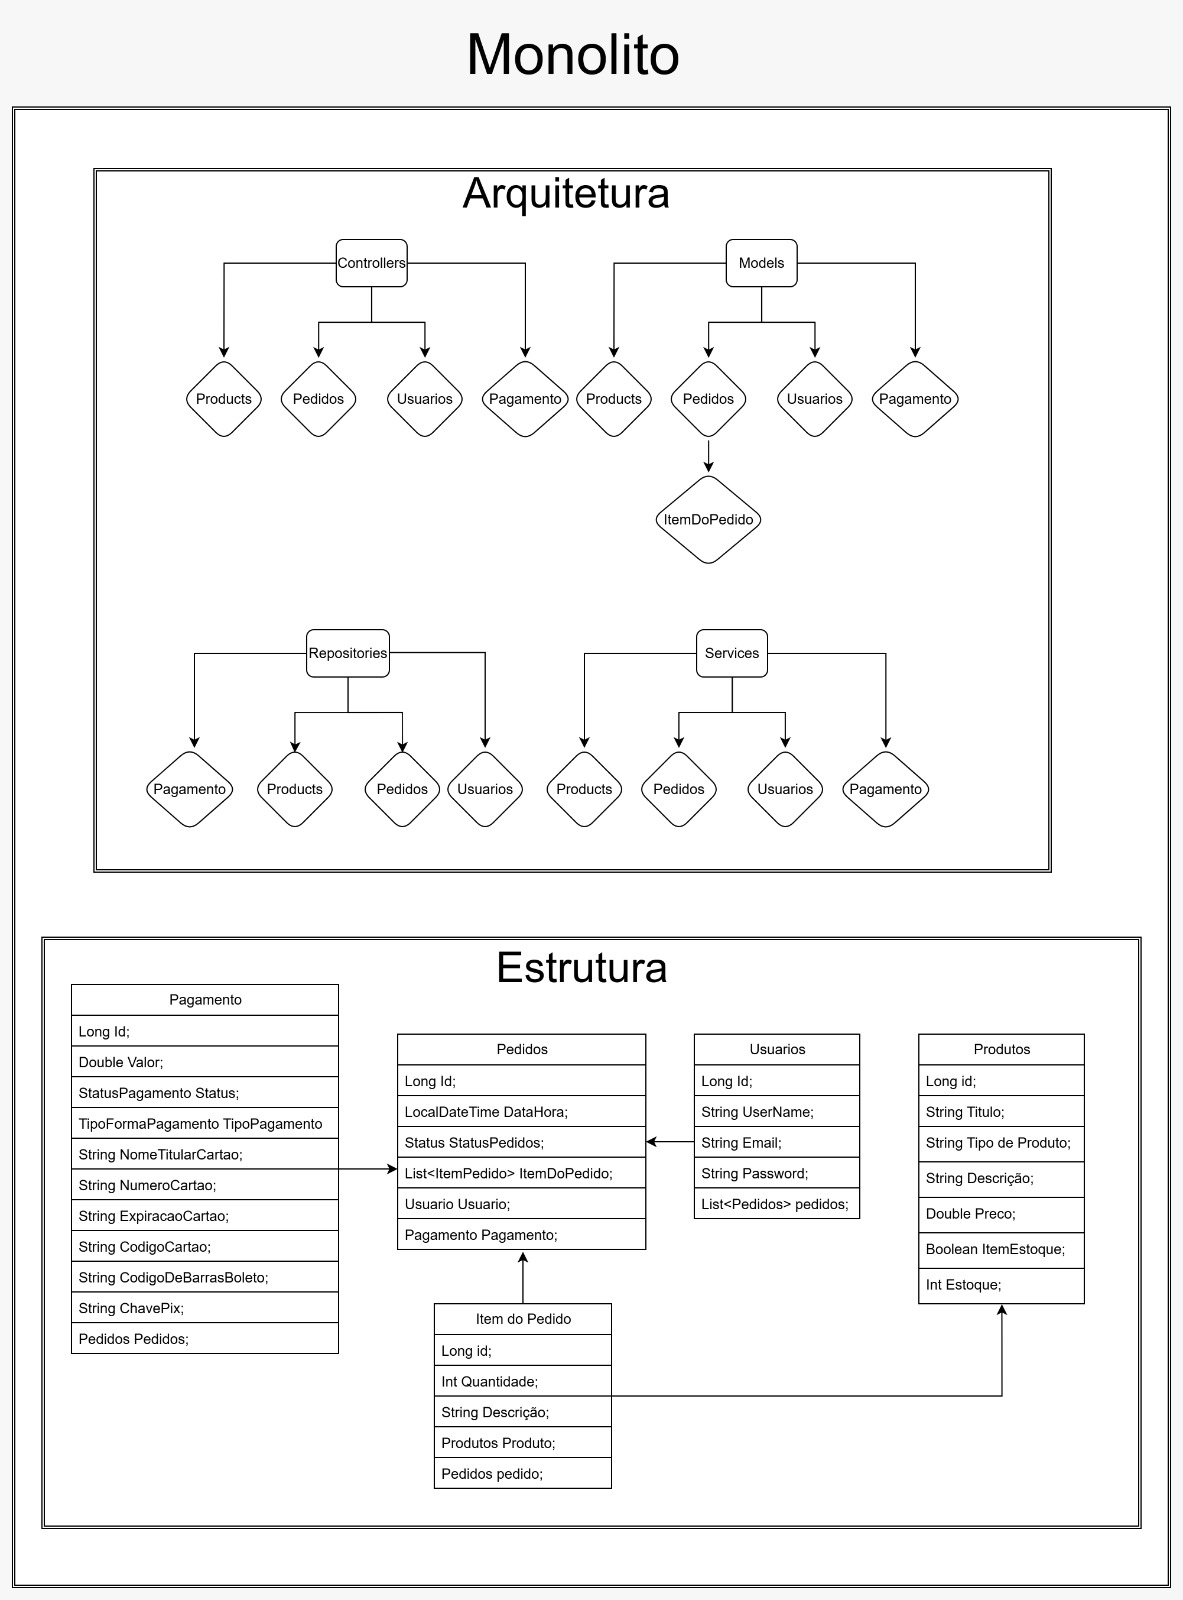 Monolito
Arquitetura
Controllers
Models
Products
Pedidos
Usuarios
Pagamento
Products
Pedidos
Usuarios
Pagamento
ItemDoPedido
Repositories
Services
Pagamento
Products
Pedidos
Usuarios
Products
Pedidos
Usuarios
Pagamento
Estrutura
Pagamento
Long Id;
Double Valor;
StatusPagamento Status;
TipoFormaPagamento TipoPagamento
String NomeTitularCartao;
String NumeroCartao;
String ExpiracaoCartao;
String CodigoCartao;
String CodigoDeBarrasBoleto;
String ChavePix;
Pedidos Pedidos;
Pedidos
Long Id;
LocalDateTime DataHora;
Status StatusPedidos;
List<ItemPedido> ItemDoPedido;
Usuario Usuario;
Pagamento Pagamento;
Usuarios
Long Id;
String UserName;
String Email;
String Password;
List<Pedidos> pedidos;
Produtos
Long id;
String Titulo;
String Tipo de Produto;
String Descrição;
Double Preco;
Boolean ItemEstoque;
Int Estoque;
Item do Pedido
Long id;
Int Quantidade;
String Descrição;
Produtos Produto;
Pedidos pedido;